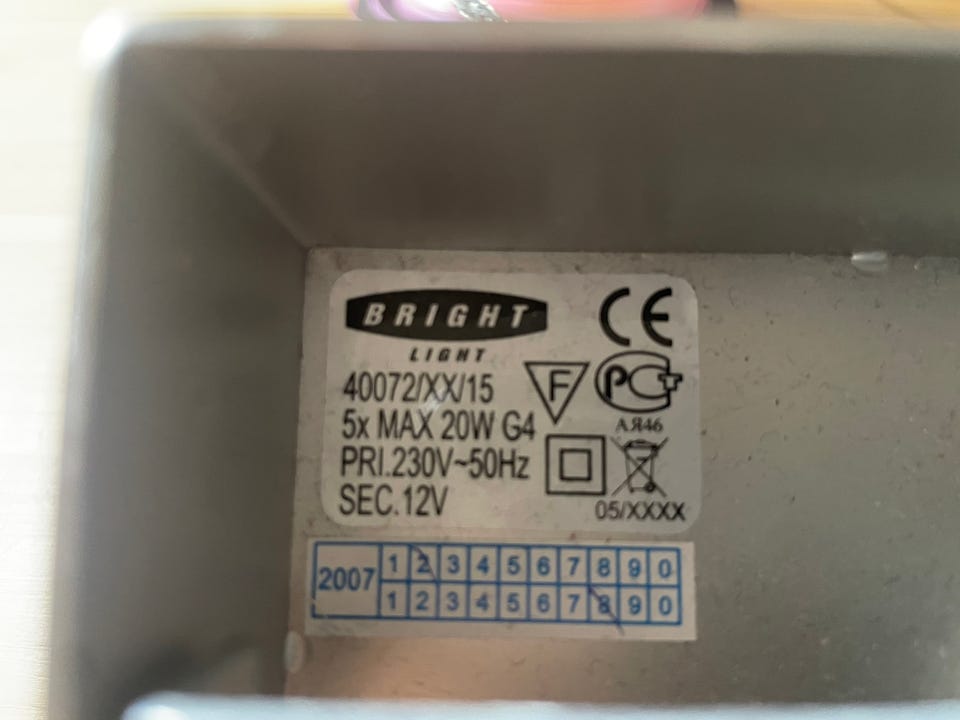 BRIGHT
LIGHT
CE
40072/XX/15
F
PCT
5x MAX 20W G4
АЯ46
PRI.230V~50Hz
SEC.12V
05/XXXX
2007
1 2 3 4 5 6 7 8 9 0
1 2 3 4 5 6 7 8 9 0